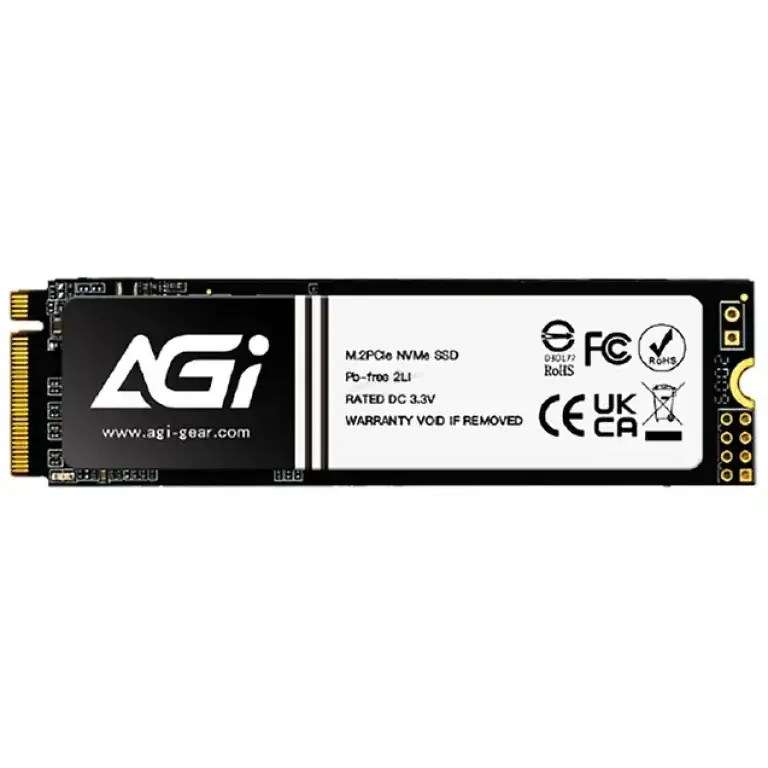 AGi
www.agi-gear.com
M.2PCIe NVMe SSD
Pb-free 2LI
RATED DC 3.3V
WARRANTY VOID IF REMOVED
D3D177
RoHS
FC
RoHS
CE
UK
CA